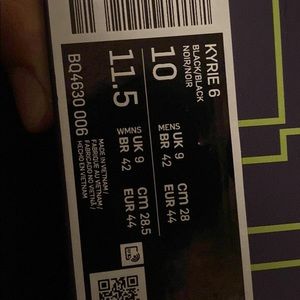 KYRIE 6
BLACK/BLACK
NOIR/NOIR
10
MENS
UK 9
BR 42
cm 28
EUR 44
11.5
WMNS
UK 9
BR 42
cm 28.5
EUR 44
BQ4630 006
MADE IN VIETNAM /
FABRIQUÉ AU VIETNAM /
FABRICADO NO VIETNÃ /
HECHO EN VIETNAM